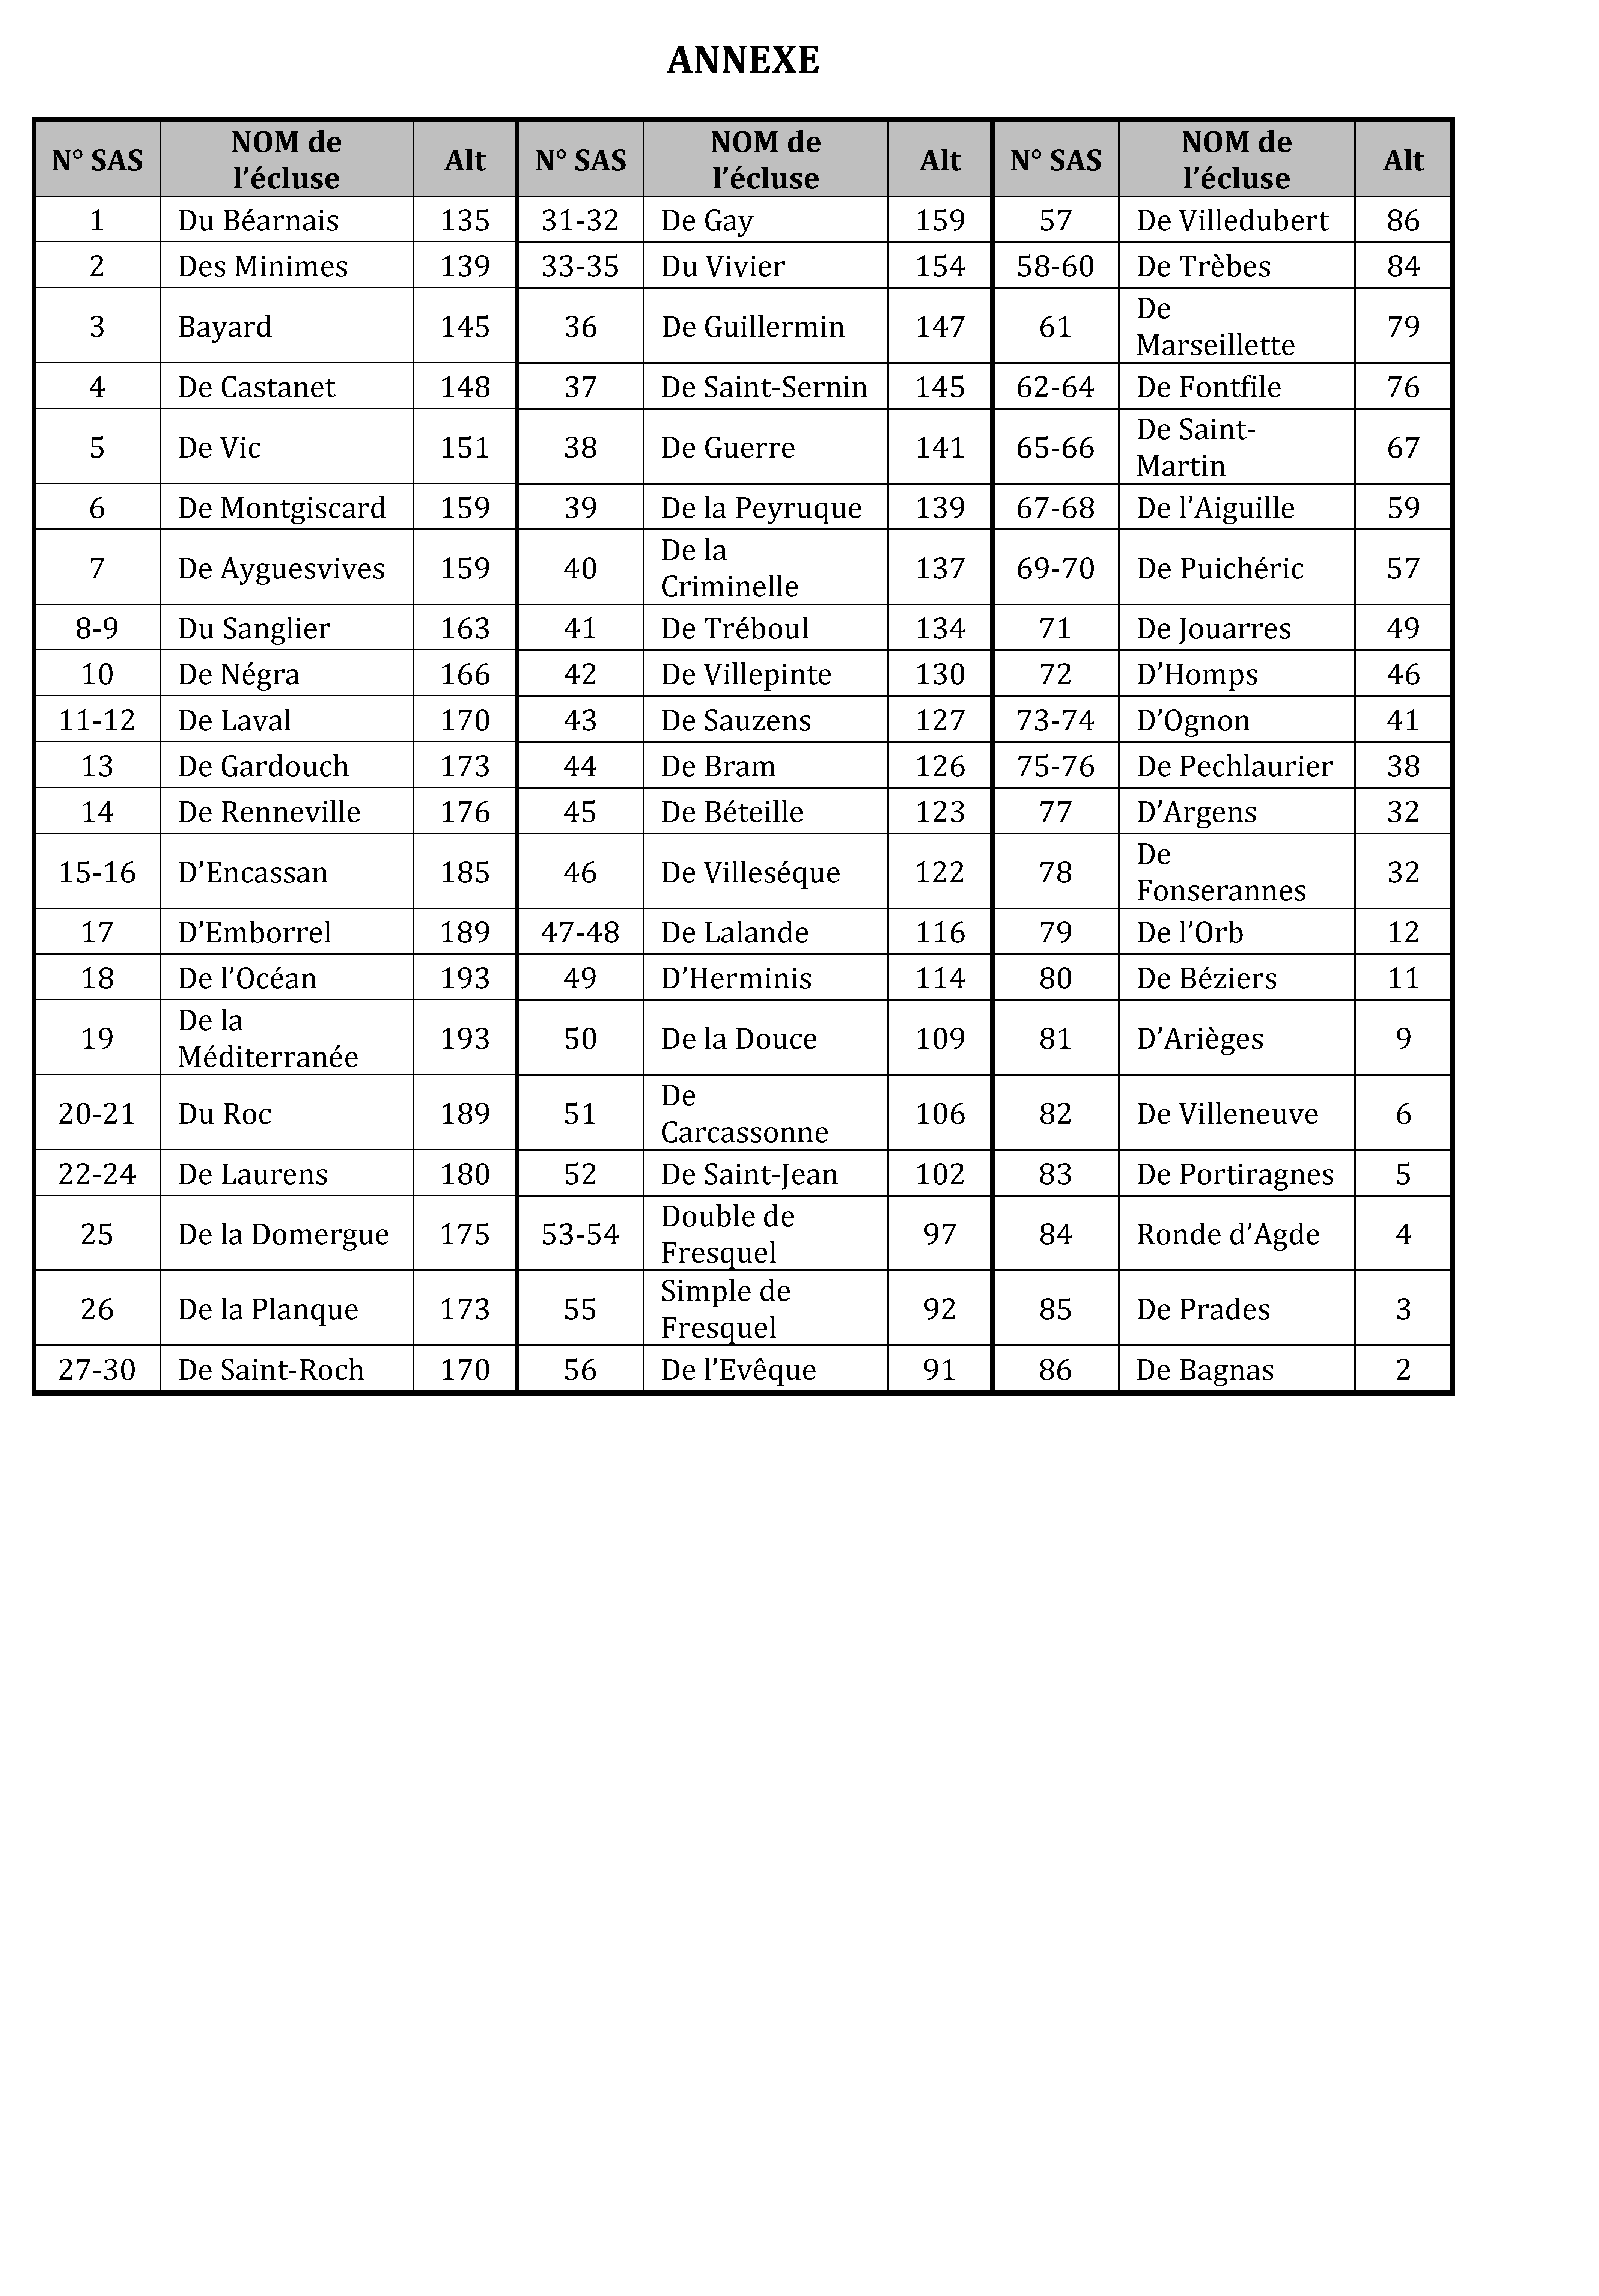 ANNEXE
N° SAS NOM de l’écluse Alt N° SAS NOM de l’écluse Alt N° SAS NOM de l’écluse Alt
1 Du Béarnais 135 31-32 De Gay 159 57 De Villedubert 86
2 Des Minimes 139 33-35 Du Vivier 154 58-60 De Trèbes 84
3 Bayard 145 36 De Guillermin 147 61 De Marseillette 79
4 De Castanet 148 37 De Saint-Sernin 145 62-64 De Fontfile 76
5 De Vic 151 38 De Guerre 141 65-66 De Saint-Martin 67
6 De Montgiscard 159 39 De la Peyruque 139 67-68 De l’Aiguille 59
7 De Ayguesvives 159 40 De la Criminelle 137 69-70 De Puichéric 57
8-9 Du Sanglier 163 41 De Tréboul 134 71 De Jouarres 49
10 De Négra 166 42 De Villepinte 130 72 D’Homps 46
11-12 De Laval 170 43 De Sauzens 127 73-74 D’Ognon 41
13 De Gardouch 173 44 De Bram 126 75-76 De Pechlaurier 38
14 De Renneville 176 45 De Béteille 123 77 D’Argens 32
15-16 D’Encassan 185 46 De Villeséque 122 78 De Fonserannes 32
17 D’Emborrel 189 47-48 De Lalande 116 79 De l’Orb 12
18 De l’Océan 193 49 D’Herminis 114 80 De Béziers 11
19 De la Méditerranée 193 50 De la Douce 109 81 D’Arièges 9
20-21 Du Roc 189 51 De Carcassonne 106 82 De Villeneuve 6
22-24 De Laurens 180 52 De Saint-Jean 102 83 De Portiragnes 5
25 De la Domergue 175 53-54 Double de Fresquel 97 84 Ronde d’Agde 4
26 De la Planque 173 55 Simple de Fresquel 92 85 De Prades 3
27-30 De Saint-Roch 170 56 De l’Evêque 91 86 De Bagnas 2